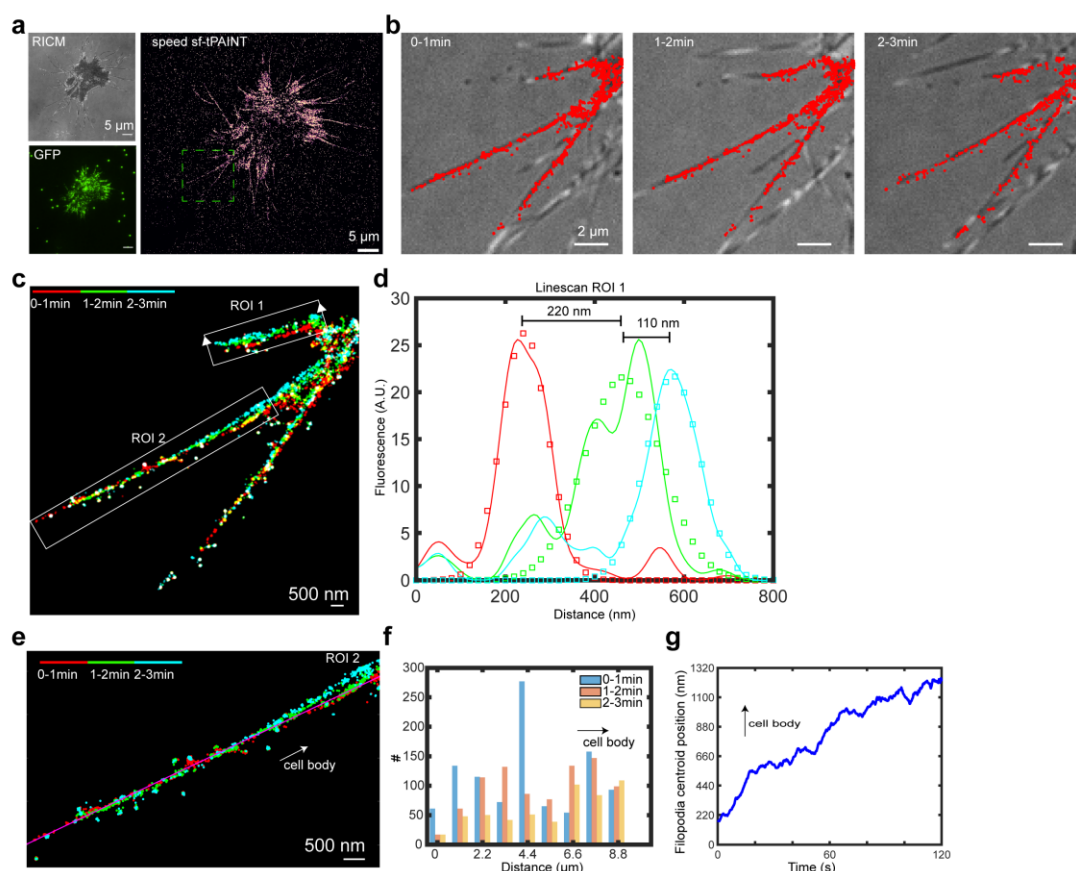 a
RICM
5 µm
GFP
speed sf-tPAINT
5 µm
b
0-1min
2 µm
1-2min
2-3min
c
0-1min 1-2min 2-3min
ROI 1
ROI 2
500 nm
d
Linescan ROI 1
220 nm
110 nm
Fluorescence (A.U.)
30
25
20
15
10
5
0
0 200 400 600 800
Distance (nm)
e
0-1min 1-2min 2-3min
ROI 2
cell body
500 nm
f
#
300
250
200
150
100
50
0
0-1min
1-2min
2-3min
cell body
0 2.2 4.4 6.6 8.8
Distance (µm)
g
Filopodia centroid position (nm)
1320
1100
880
660
440
220
0
cell body
0 60 120
Time (s)